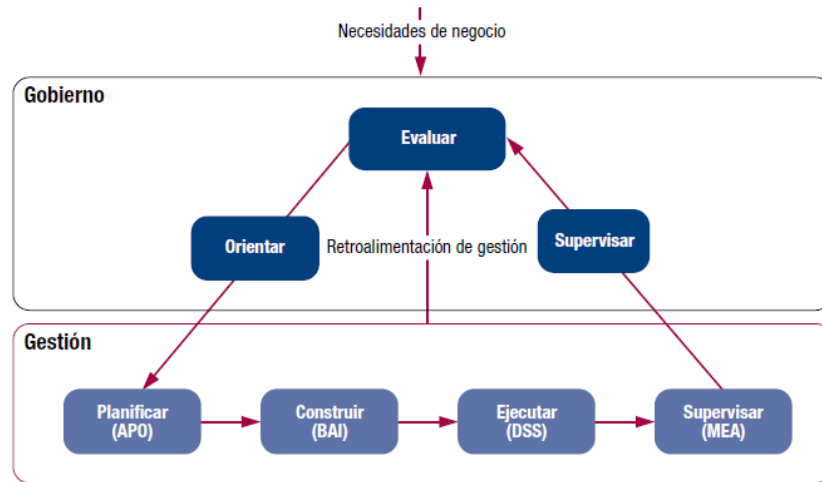 Necesidades de negocio
Gobierno
Evaluar
Orientar
Retroalimentación de gestión
Supervisar
Gestión
Planificar
(APO)
Construir
(BAI)
Ejecutar
(DSS)
Supervisar
(MEA)